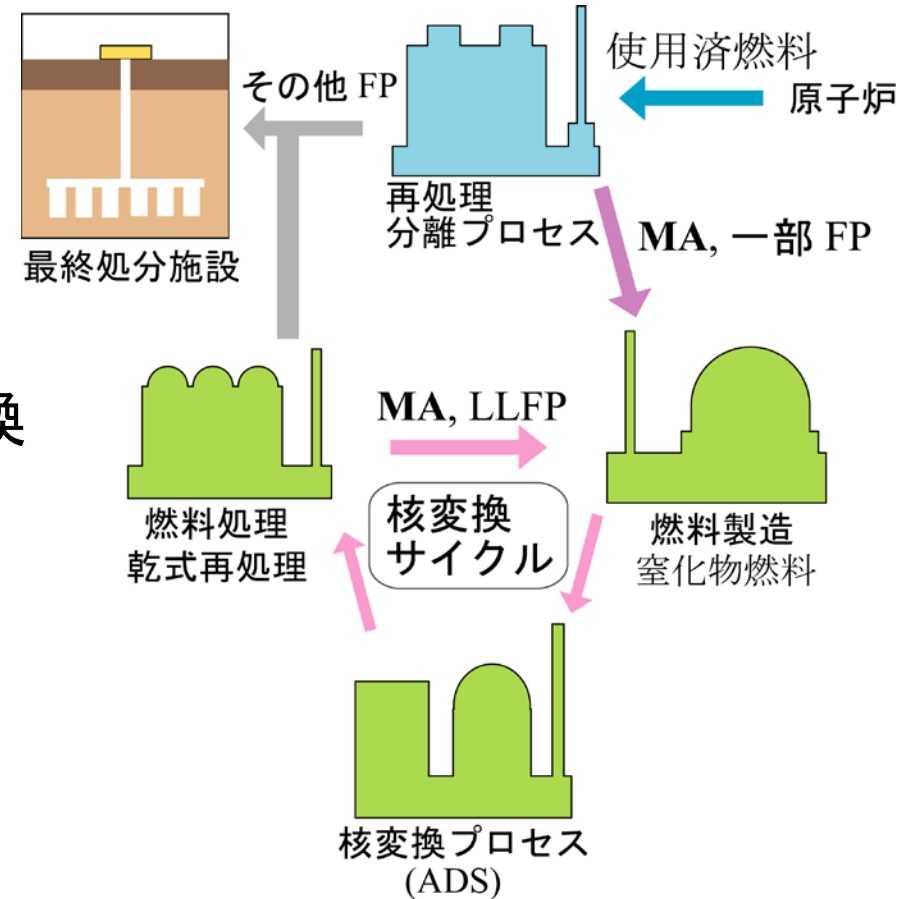 使用済燃料
原子炉
その他 FP
再処理
分離プロセス
MA, 一部 FP
最終処分施設
換
MA, LLFP
核変換
サイクル
燃料処理
乾式再処理
燃料製造
窒化物燃料
核変換プロセス
(ADS)